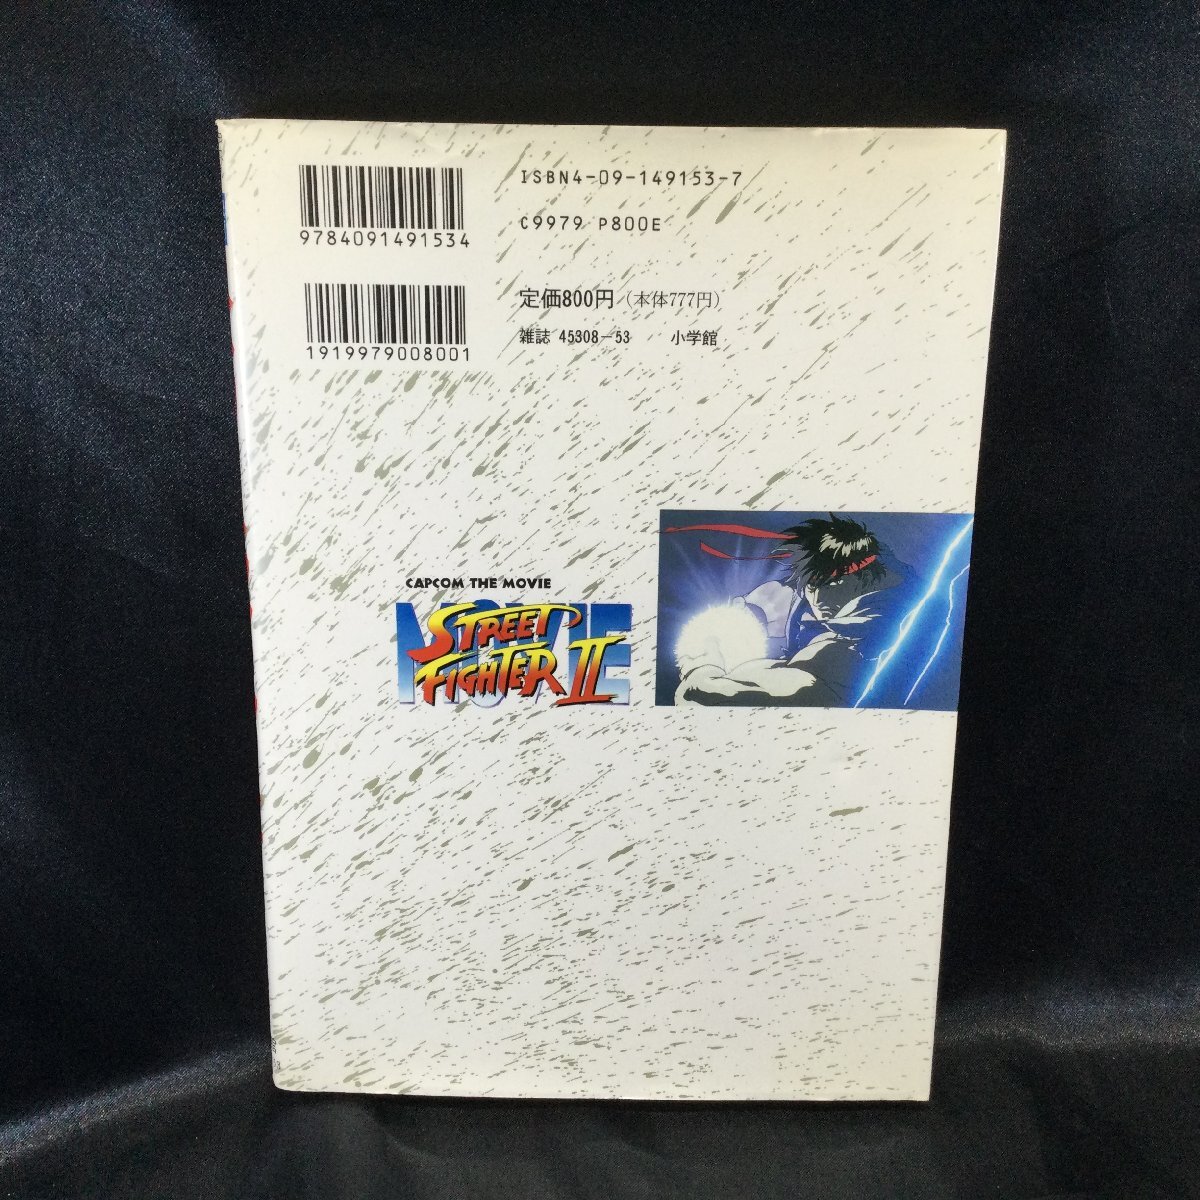 ISBN4-09-149153-7
9784091491534
C9979 P800E
定価800円(本体777円)
1919979008001
雑誌 45308-53 小学館
CAPCOM THE MOVIE
MOVIE
STREET
FIGHTER II